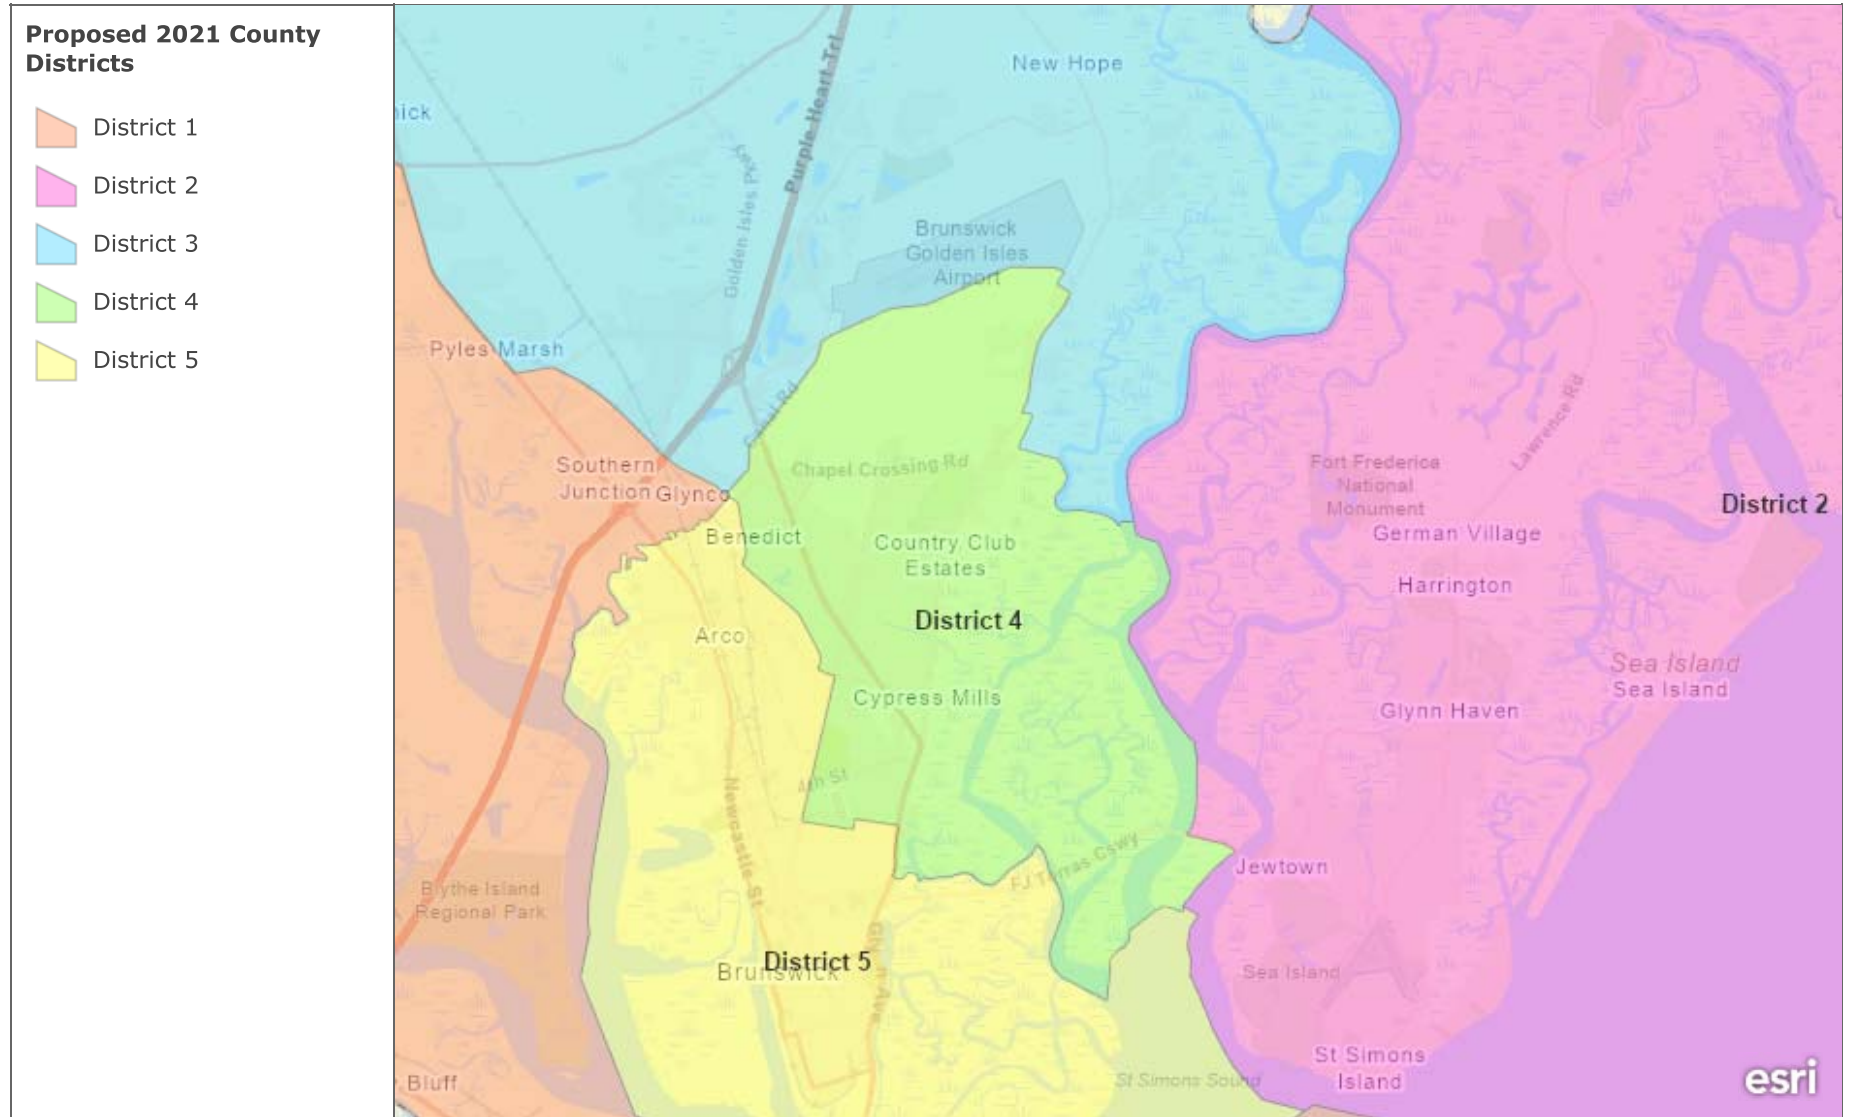 Proposed 2021 County
Districts
District 1
District 2
District 3
District 4
District 5
New Hope
Purple Heart Trl
Golden Isles Pky
Brunswick
Golden Isles
Airport
Pyles Marsh
Canal Rd
Lawrence Rd
Southern
Junction
Glynco
Chapel Crossing Rd
Fort Frederica
National
Monument
District 2
German Village
Benedict
Country Club
Estates
Harrington
District 4
Arco
Sea Island
Sea Island
Cypress Mills
Glynn Haven
4th St
Newcastle St
FJ Torras Cswy
Jewtown
Blythe Island
Regional Park
District 5
Brunswick
Glynn Ave
Sea Island
St Simons
Island
St Simons Sound
Bluff
esri